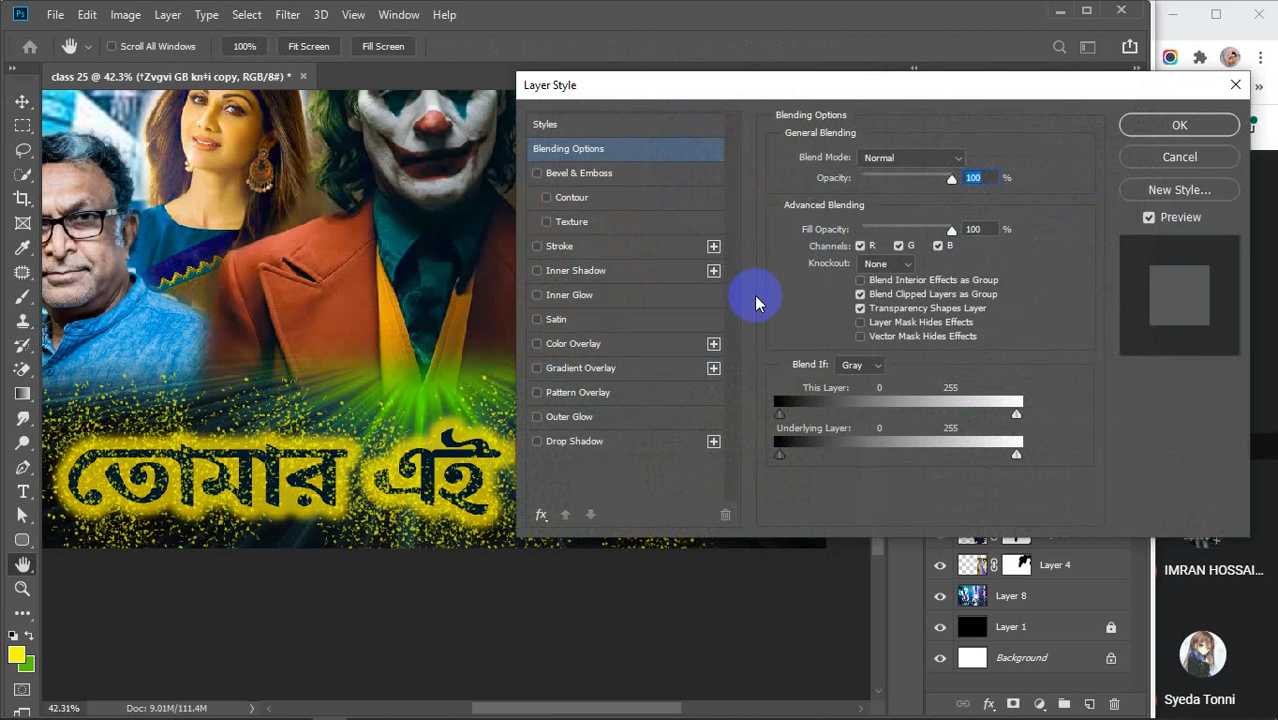 File Edit Image Layer Type Select Filter 3D View Window Help
Scroll All Windows 100% Fit Screen Fill Screen
class 25 @ 42.3% (†Zvgvi GB kn‡i copy, RGB/8#) *
Layer Style
Styles
Blending Options
Bevel & Emboss
Contour
Texture
Stroke
Inner Shadow
Inner Glow
Satin
Color Overlay
Gradient Overlay
Pattern Overlay
Outer Glow
Drop Shadow
fx
Blending Options
General Blending
Blend Mode: Normal
Opacity: 100 %
Advanced Blending
Fill Opacity: 100 %
Channels: R G B
Knockout: None
Blend Interior Effects as Group
Blend Clipped Layers as Group
Transparency Shapes Layer
Layer Mask Hides Effects
Vector Mask Hides Effects
Blend If: Gray
This Layer: 0 255
Underlying Layer: 0 255
OK
Cancel
New Style...
Preview
তোমার এই
Layer 4
Layer 8
Layer 1
Background
fx
42.31% Doc: 9.01M/111.4M
IMRAN HOSSAI...
Syeda Tonni